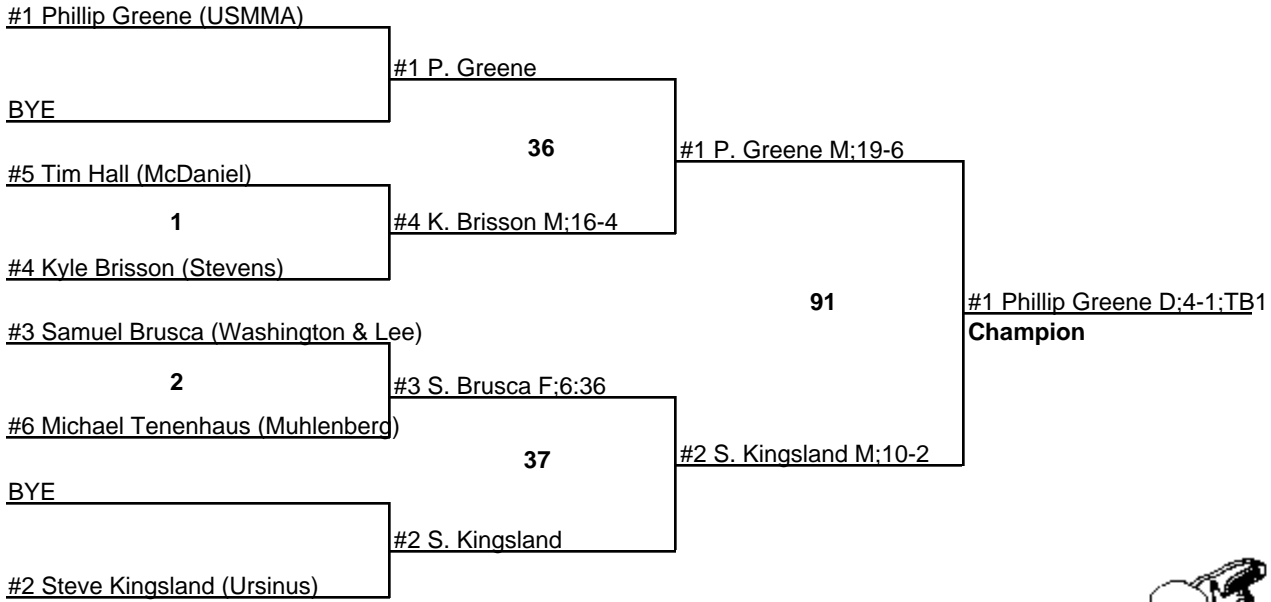 #1 Phillip Greene (USMMA)
#1 P. Greene
BYE
36
#1 P. Greene M;19-6
#5 Tim Hall (McDaniel)
1
#4 K. Brisson M;16-4
#4 Kyle Brisson (Stevens)
91
#1 Phillip Greene D;4-1;TB1
Champion
#3 Samuel Brusca (Washington & Lee)
2
#3 S. Brusca F;6:36
#6 Michael Tenenhaus (Muhlenberg)
37
#2 S. Kingsland M;10-2
BYE
#2 S. Kingsland
#2 Steve Kingsland (Ursinus)